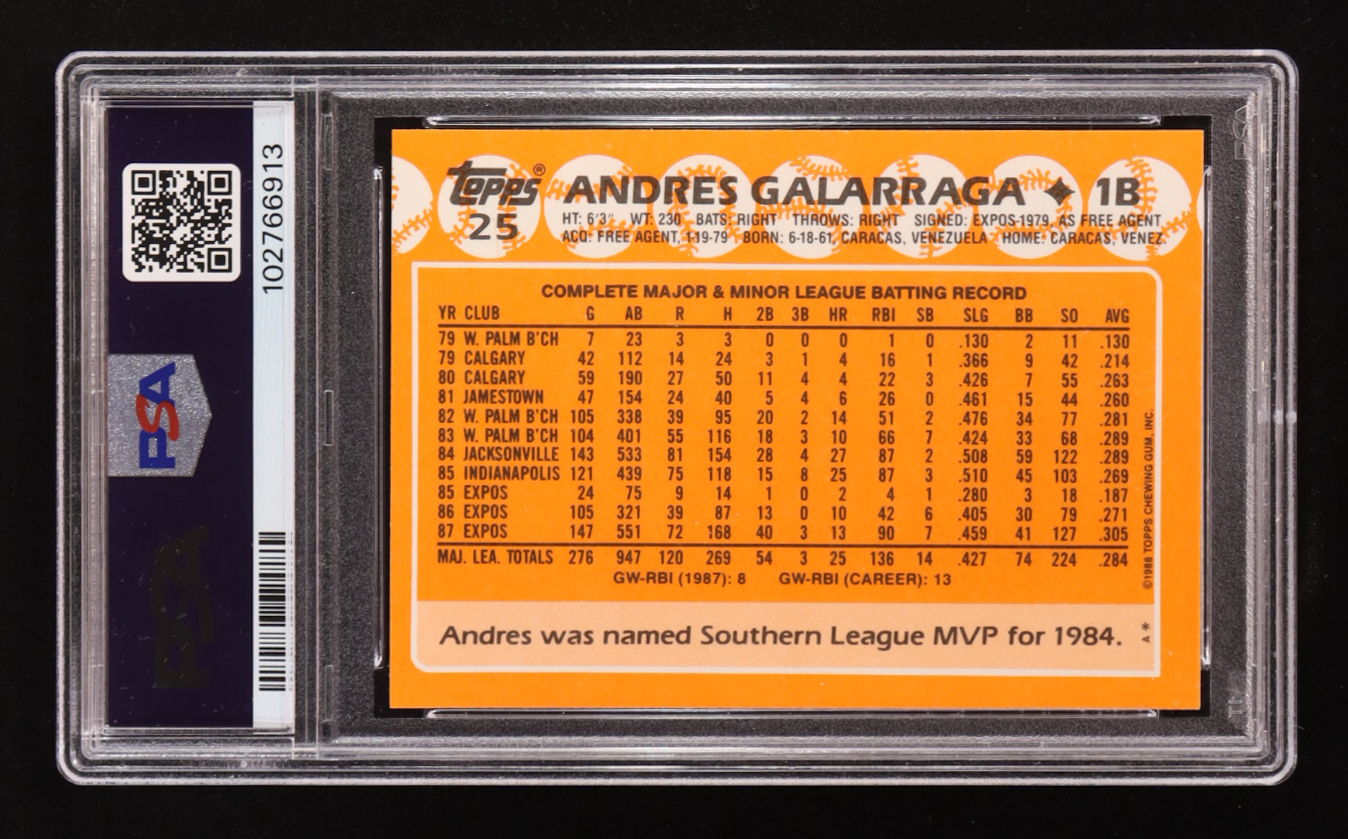 102766913
PSA
PSA
topps® ANDRES GALARRAGA ✦ 1B
25 HT: 6'3" WT: 230 BATS: RIGHT THROWS: RIGHT SIGNED: EXPOS-1979, AS FREE AGENT
ACQ: FREE AGENT, 1-19-79 BORN: 6-18-61, CARACAS, VENEZUELA HOME: CARACAS, VENEZ.
COMPLETE MAJOR & MINOR LEAGUE BATTING RECORD
YR CLUB G AB R H 2B 3B HR RBI SB SLG BB SO AVG
79 W. PALM B'CH 7 23 3 3 0 0 0 1 0 .130 2 11 .130
79 CALGARY 42 112 14 24 3 1 4 16 1 .366 9 42 .214
80 CALGARY 59 190 27 50 11 4 4 22 3 .426 7 55 .263
81 JAMESTOWN 47 154 24 40 5 4 6 26 0 .461 15 44 .260
82 W. PALM B'CH 105 338 39 95 20 2 14 51 2 .476 34 77 .281
83 W. PALM B'CH 104 401 55 116 18 3 10 66 7 .424 33 68 .289
84 JACKSONVILLE 143 533 81 154 28 4 27 87 2 .508 59 122 .289
85 INDIANAPOLIS 121 439 75 118 15 8 25 87 3 .510 45 103 .269
85 EXPOS 24 75 9 14 1 0 2 4 1 .280 3 18 .187
86 EXPOS 105 321 39 87 13 0 10 42 6 .405 30 79 .271
87 EXPOS 147 551 72 168 40 3 13 90 7 .459 41 127 .305
MAJ. LEA. TOTALS 276 947 120 269 54 3 25 136 14 .427 74 224 .284
GW-RBI (1987): 8 GW-RBI (CAREER): 13
Andres was named Southern League MVP for 1984.
©1988 TOPPS CHEWING GUM, INC.
A *
PSA